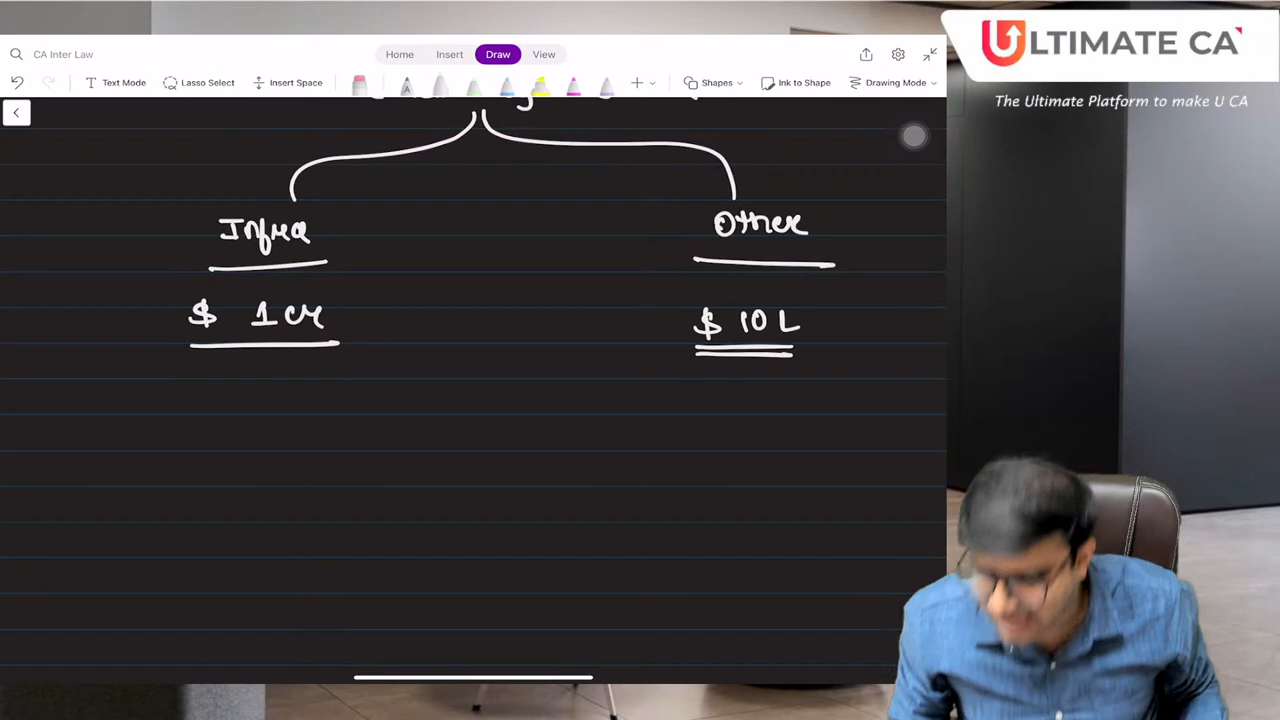 ULTIMATE CA
The Ultimate Platform to make U CA
CA Inter Law
Home Insert Draw View
Text Mode Lasso Select Insert Space Shapes Ink to Shape Drawing Mode
Infra Other
$ 1 cr $ 10 L